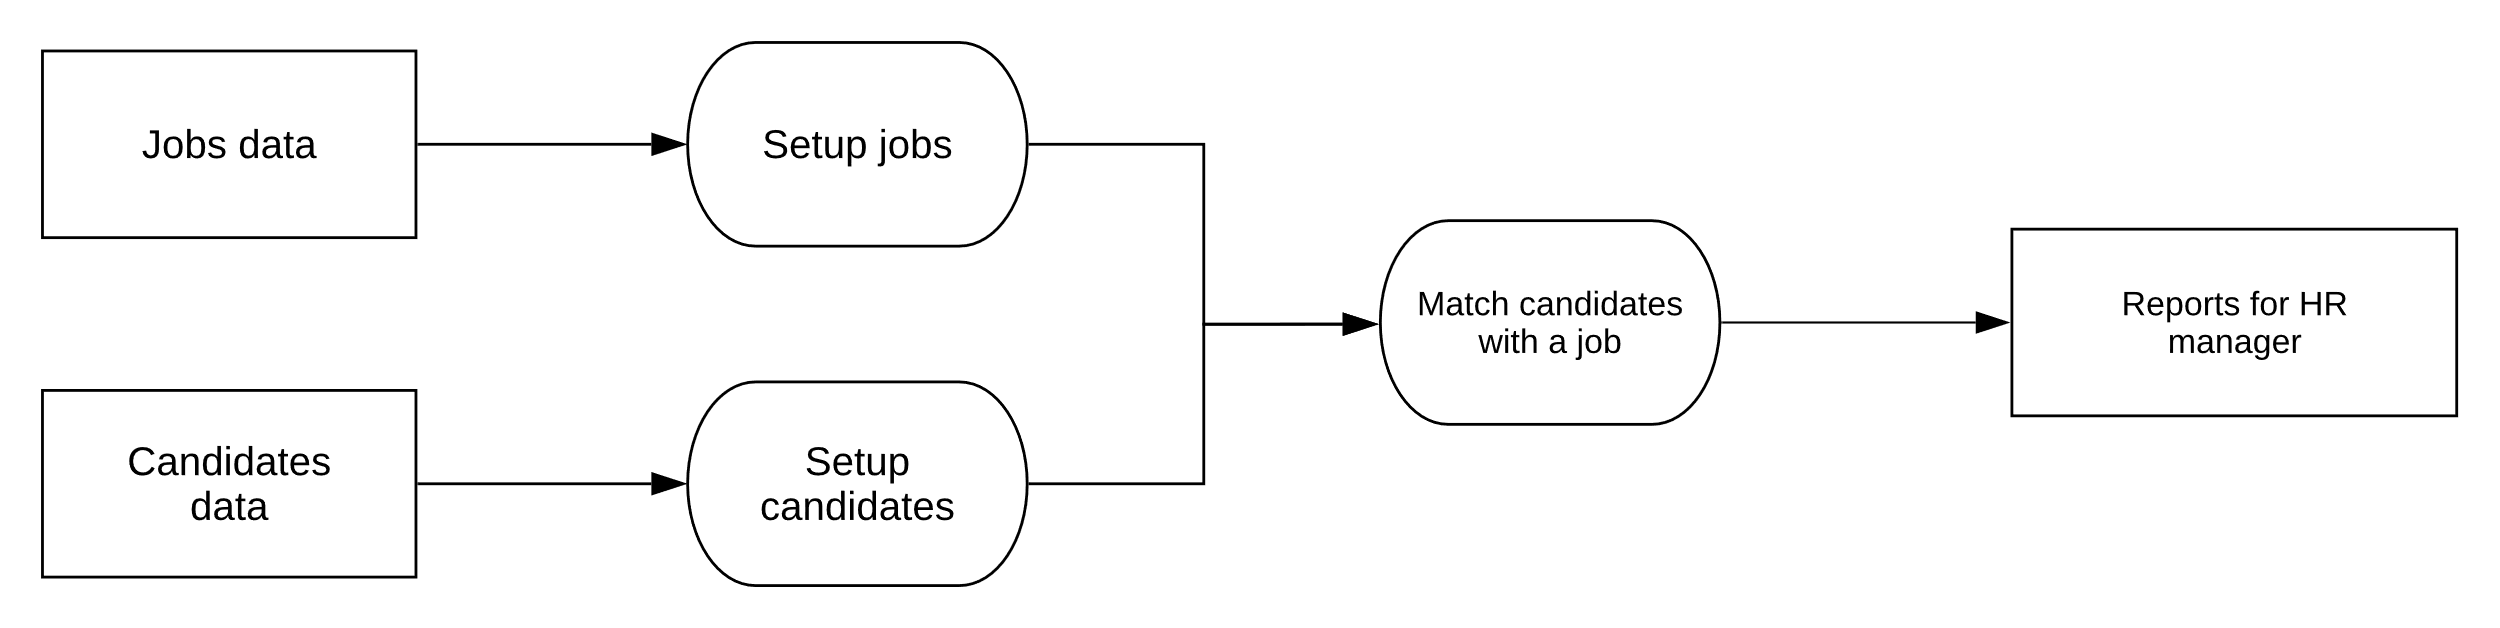 Jobs data
Setup jobs
Match candidates
with a job
Reports for HR
manager
Candidates
data
Setup
candidates